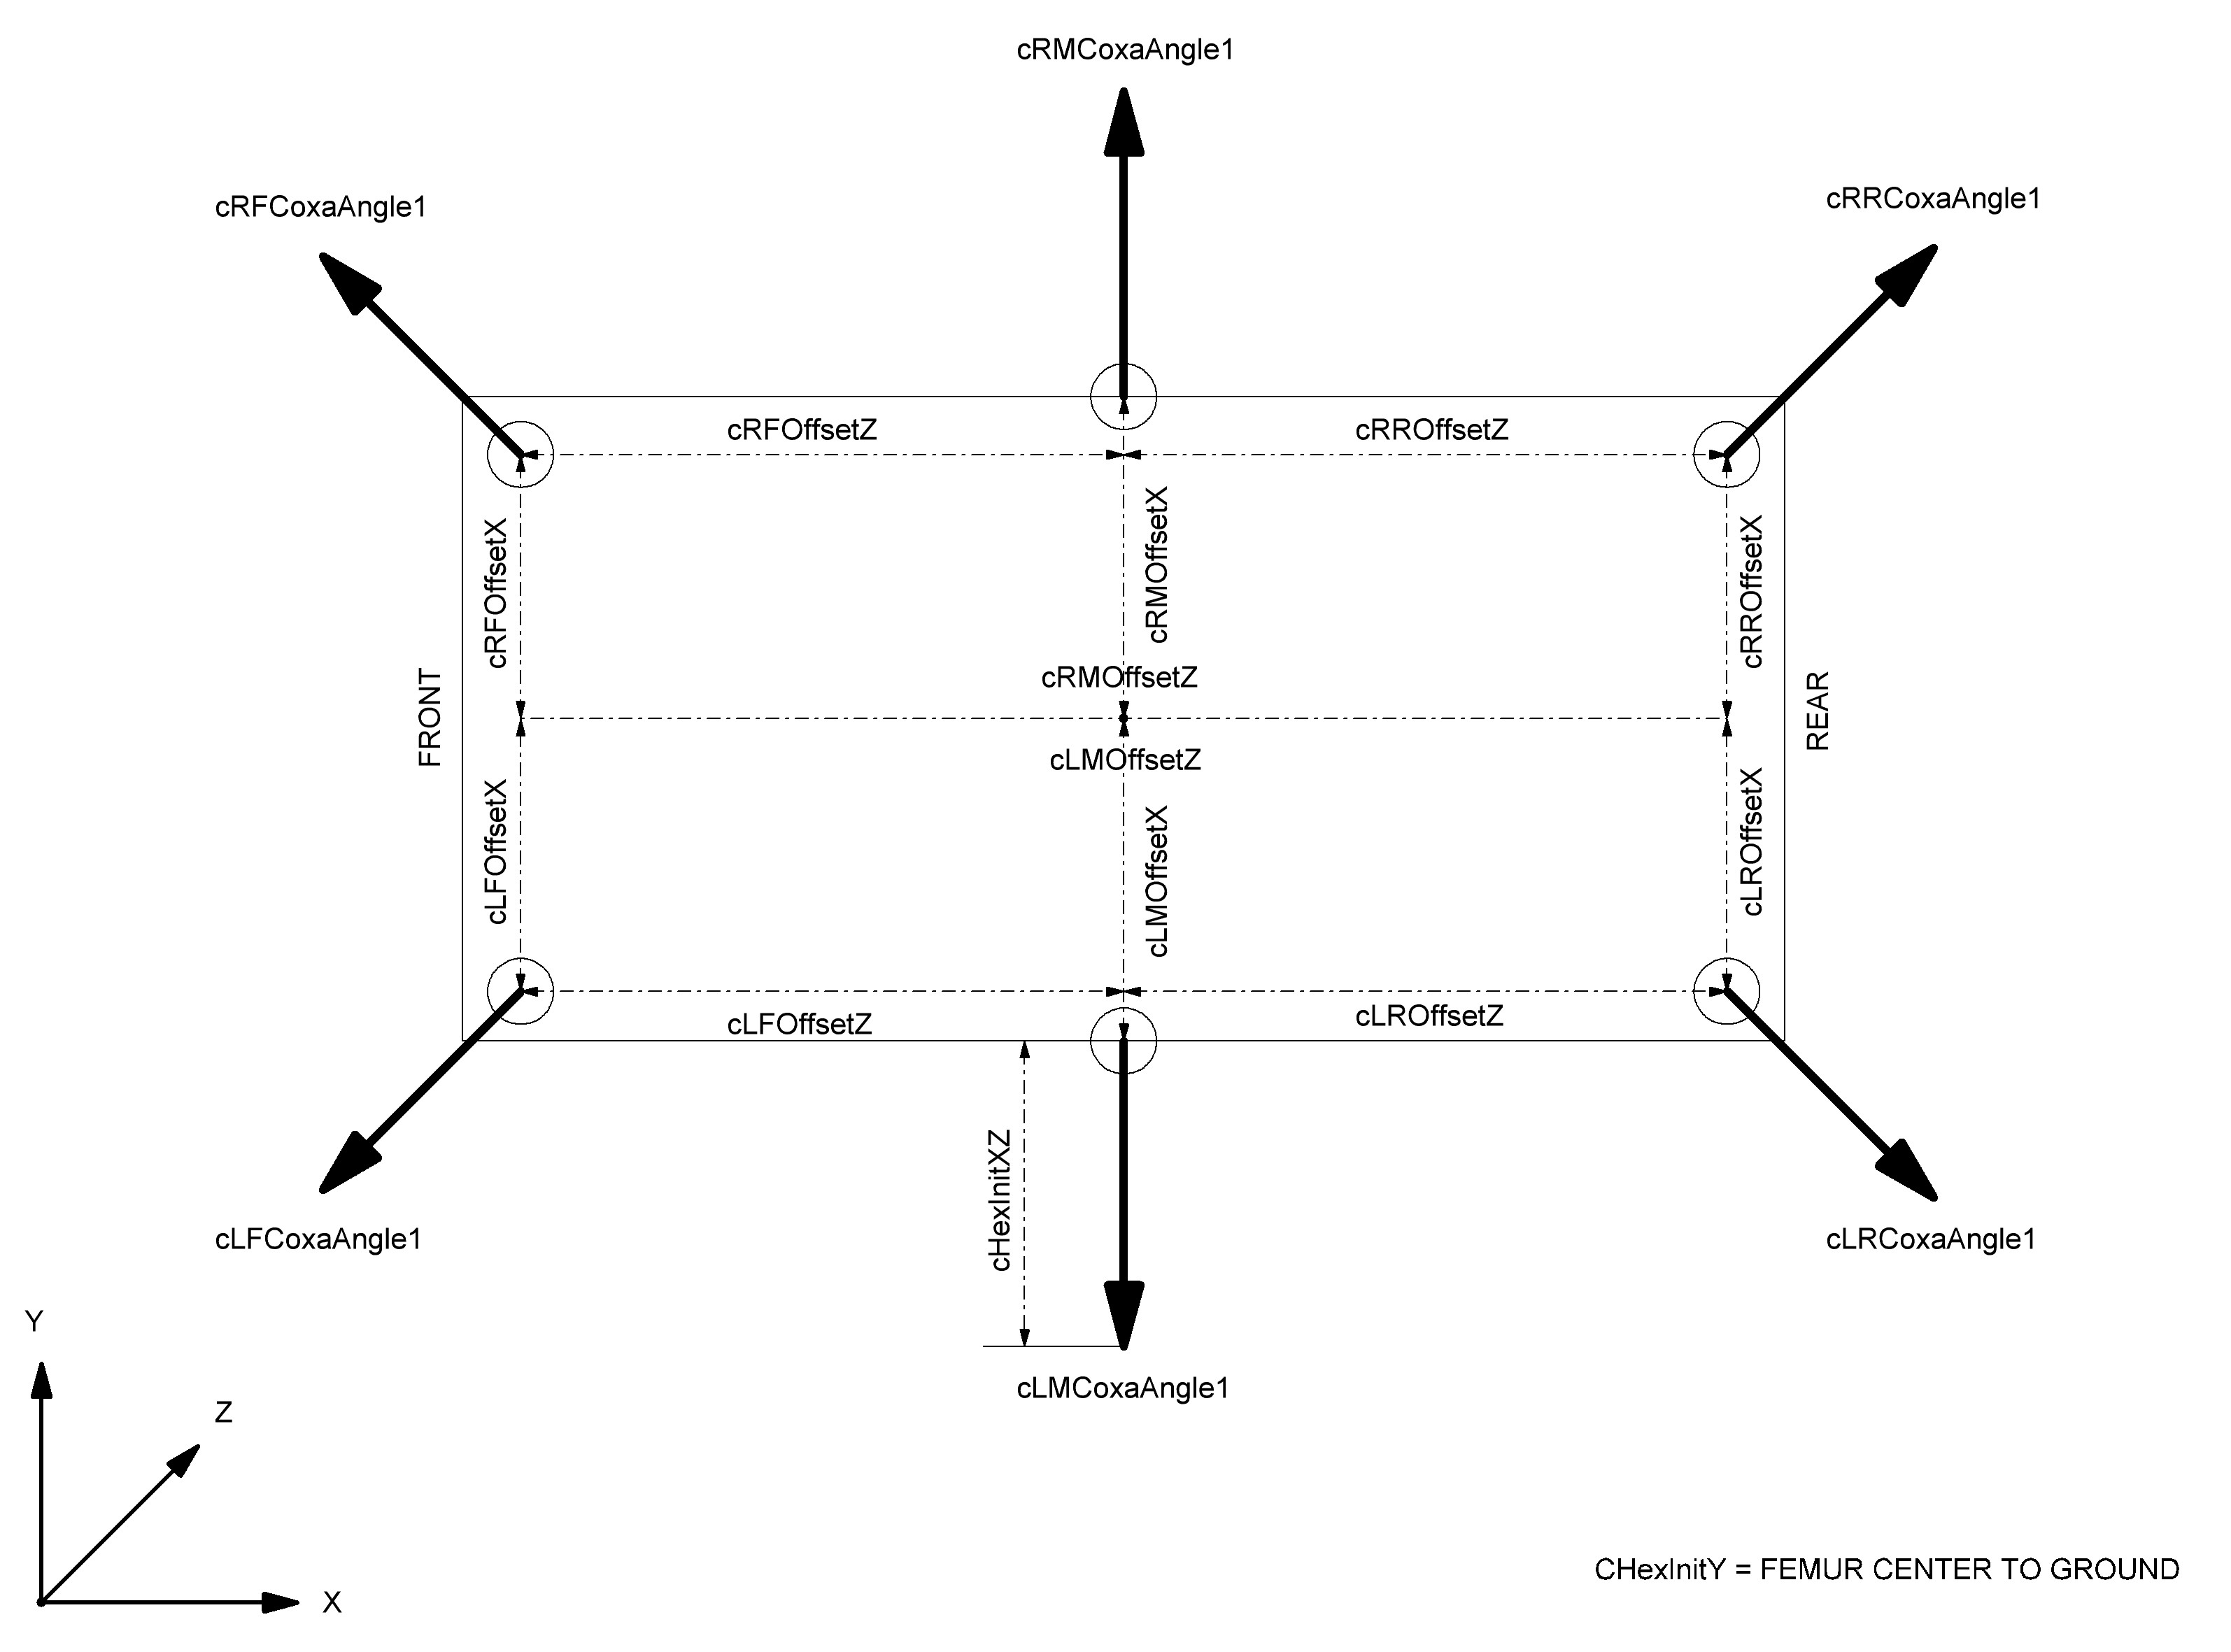 cRMCoxaAngle1
cRFCoxaAngle1
cRRCoxaAngle1
cRFOffsetZ
cRROffsetZ
cRFOffsetX
cRMOffsetX
cRROffsetX
cRMOffsetZ
FRONT
REAR
cLMOffsetZ
cLFOffsetX
cLMOffsetX
cLROffsetX
cLFOffsetZ
cLROffsetZ
cHexInitXZ
cLFCoxaAngle1
cLRCoxaAngle1
cLMCoxaAngle1
Y
Z
X
CHexInitY = FEMUR CENTER TO GROUND